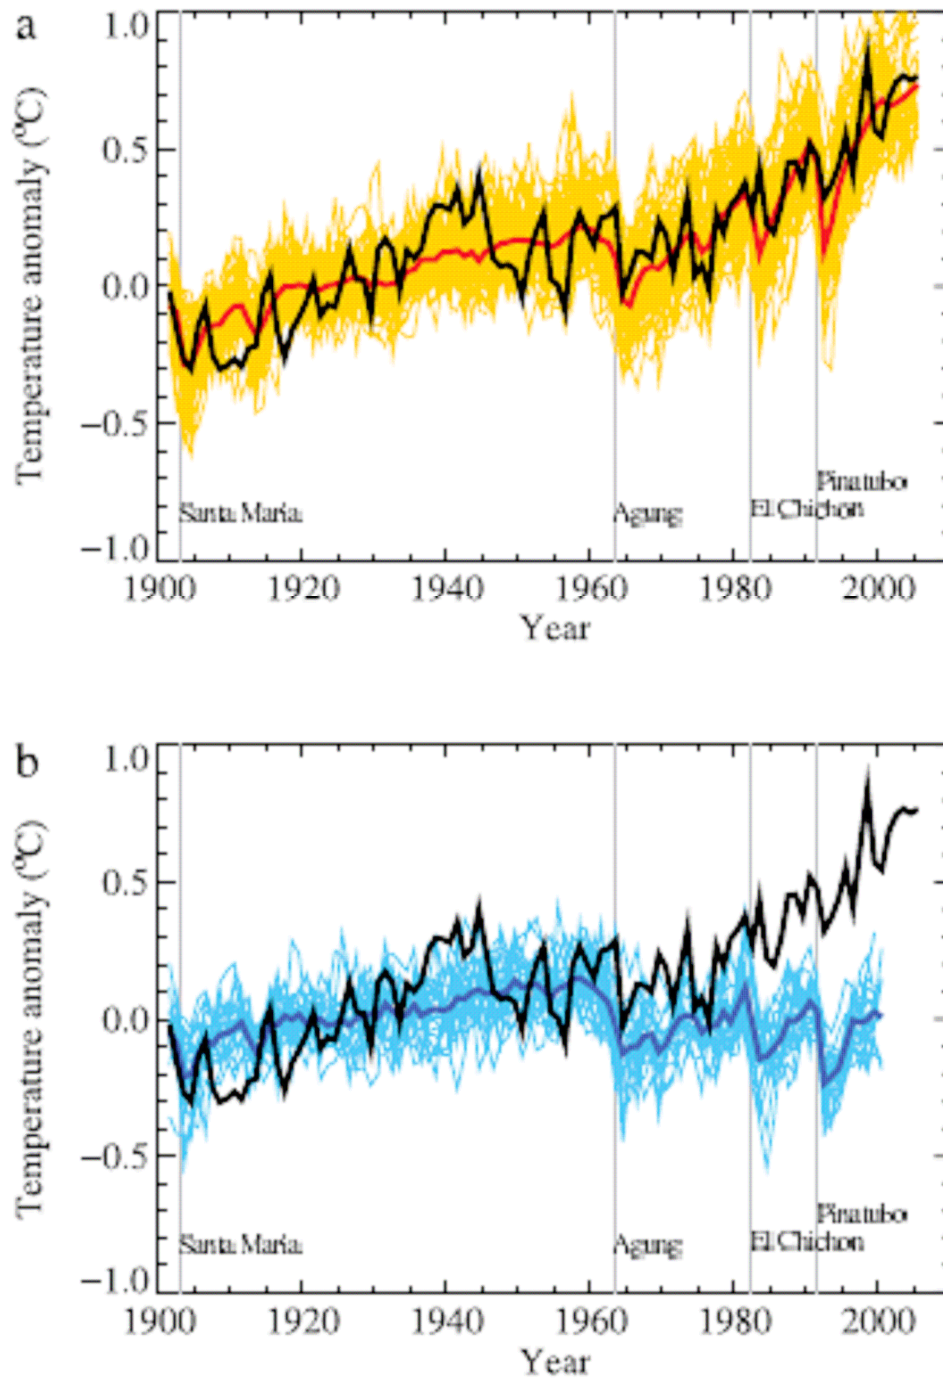 a
Temperature anomaly (°C)
1.0
0.5
0.0
−0.5
−1.0
Santa Maria
Agung
El Chichon
Pinatubo
1900 1920 1940 1960 1980 2000
Year
b
Temperature anomaly (°C)
1.0
0.5
0.0
−0.5
−1.0
Santa Maria
Agung
El Chichon
Pinatubo
1900 1920 1940 1960 1980 2000
Year